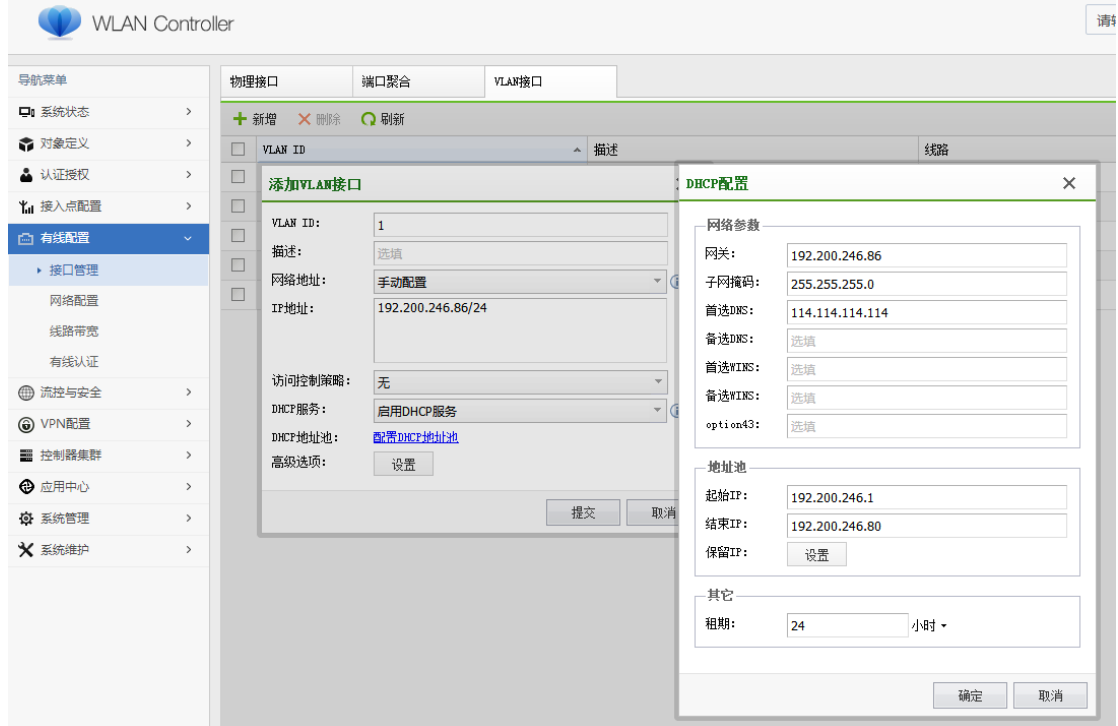 WLAN Controller
请
导航菜单
系统状态
对象定义
认证授权
接入点配置
有线配置
接口管理
网络配置
线路带宽
有线认证
流控与安全
VPN配置
控制器集群
应用中心
系统管理
系统维护
物理接口 端口聚合 VLAN接口
新增 删除 刷新
VLAN ID 描述 线路
添加VLAN接口
VLAN ID: 1
描述: 选填
网络地址: 手动配置
IP地址: 192.200.246.86/24
访问控制策略: 无
DHCP服务: 启用DHCP服务
DHCP地址池: 配置DHCP地址池
高级选项: 设置
提交 取消
DHCP配置
网络参数
网关: 192.200.246.86
子网掩码: 255.255.255.0
首选DNS: 114.114.114.114
备选DNS: 选填
首选WINS: 选填
备选WINS: 选填
option43: 选填
地址池
起始IP: 192.200.246.1
结束IP: 192.200.246.80
保留IP: 设置
其它
租期: 24 小时
确定 取消